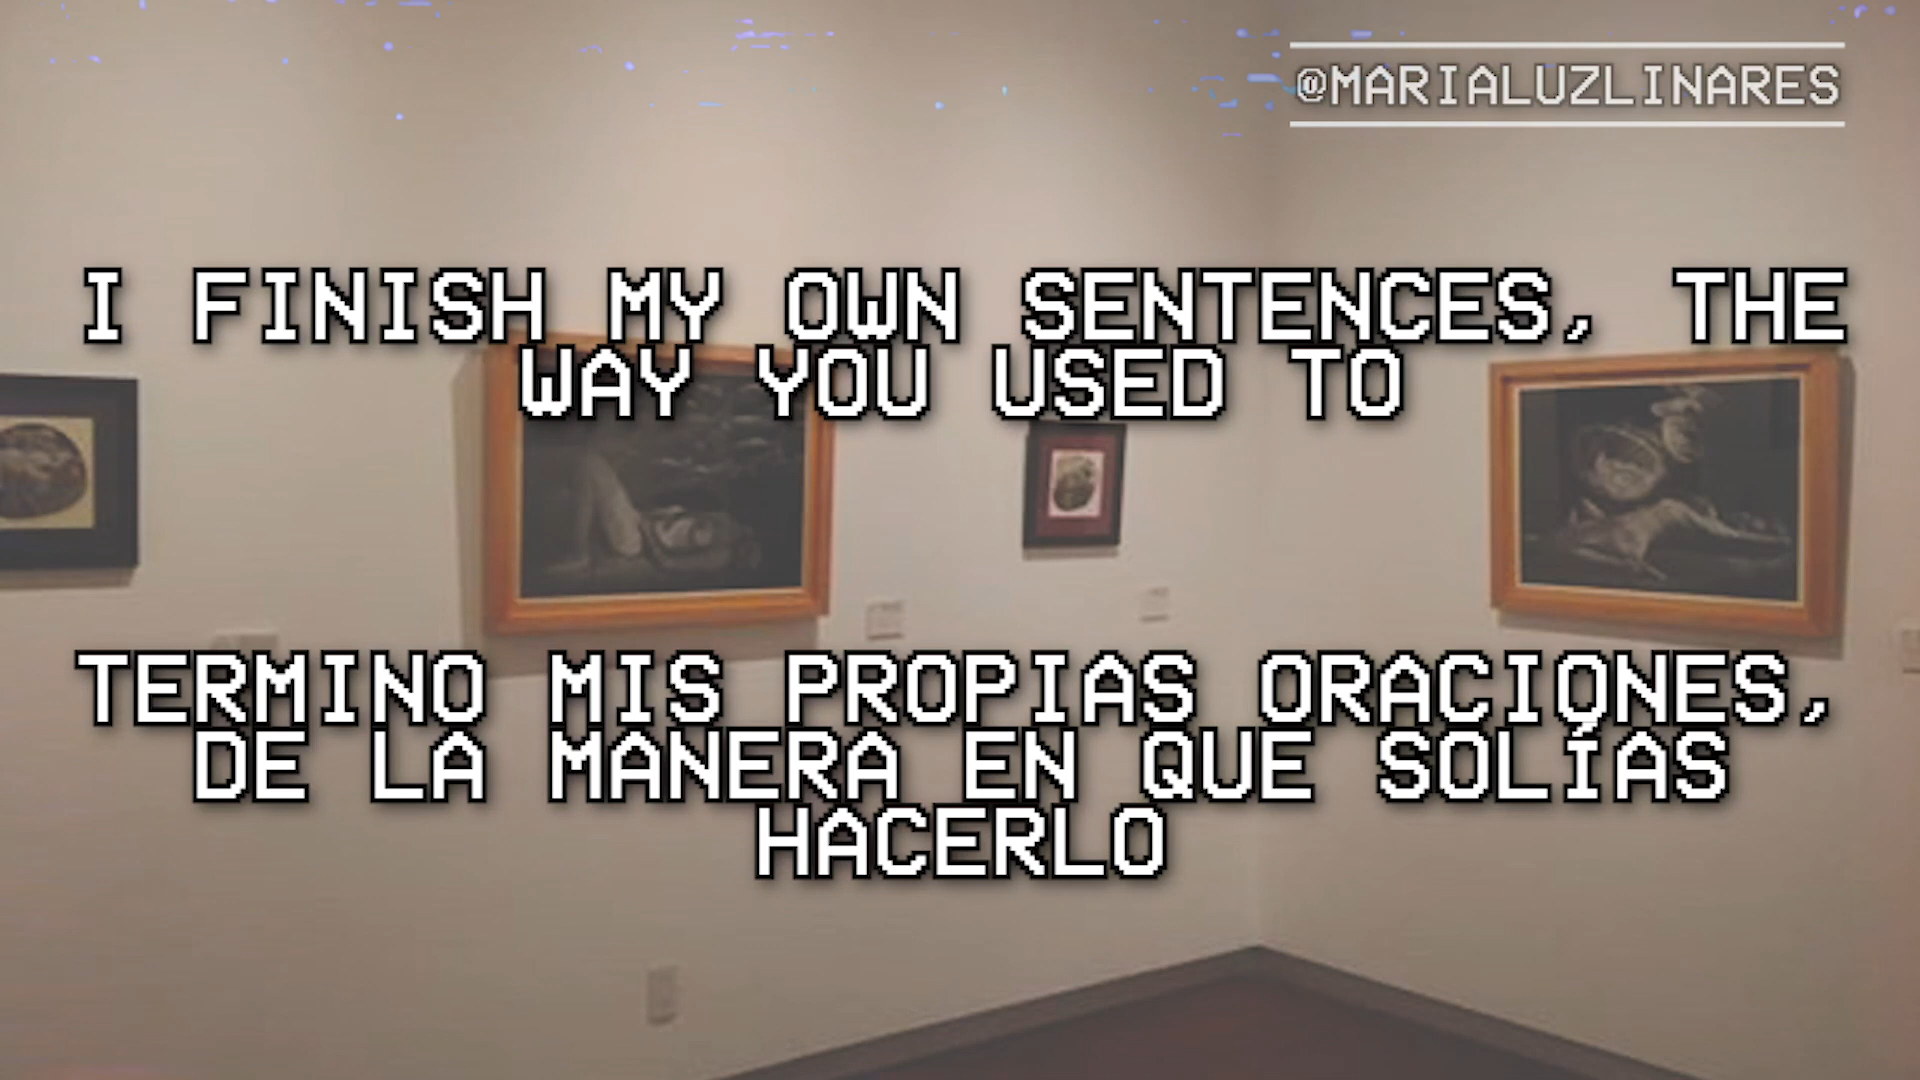 @MARIALUZLINARES
I FINISH MY OWN SENTENCES, THE
WAY YOU USED TO
TERMINO MIS PROPIAS ORACIONES,
DE LA MANERA EN QUE SOLÍAS
HACERLO